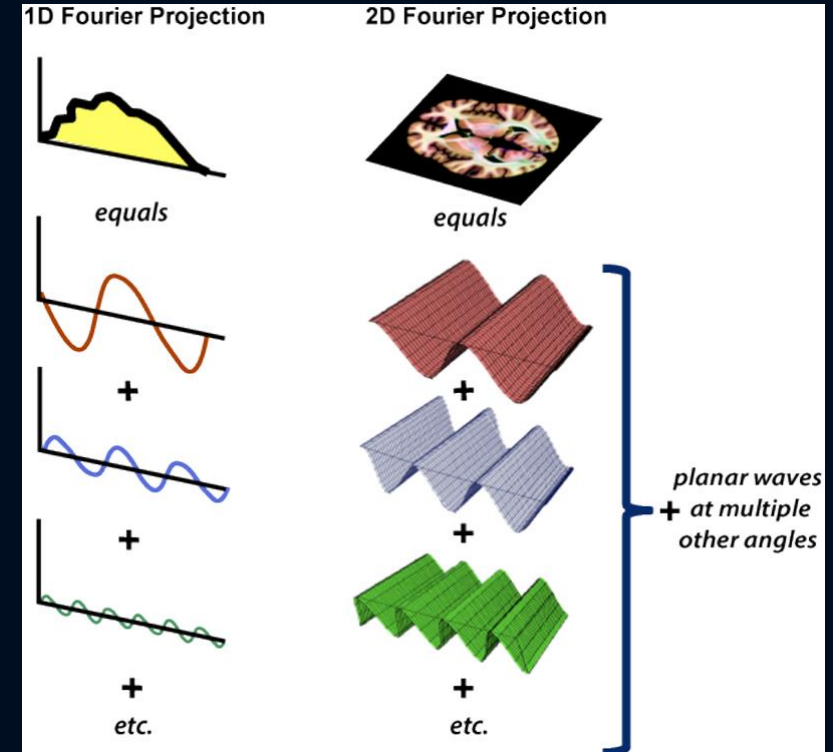 1D Fourier Projection
2D Fourier Projection
equals
equals
+
+
+
+
+
+
etc.
etc.
planar waves
+ at multiple
other angles